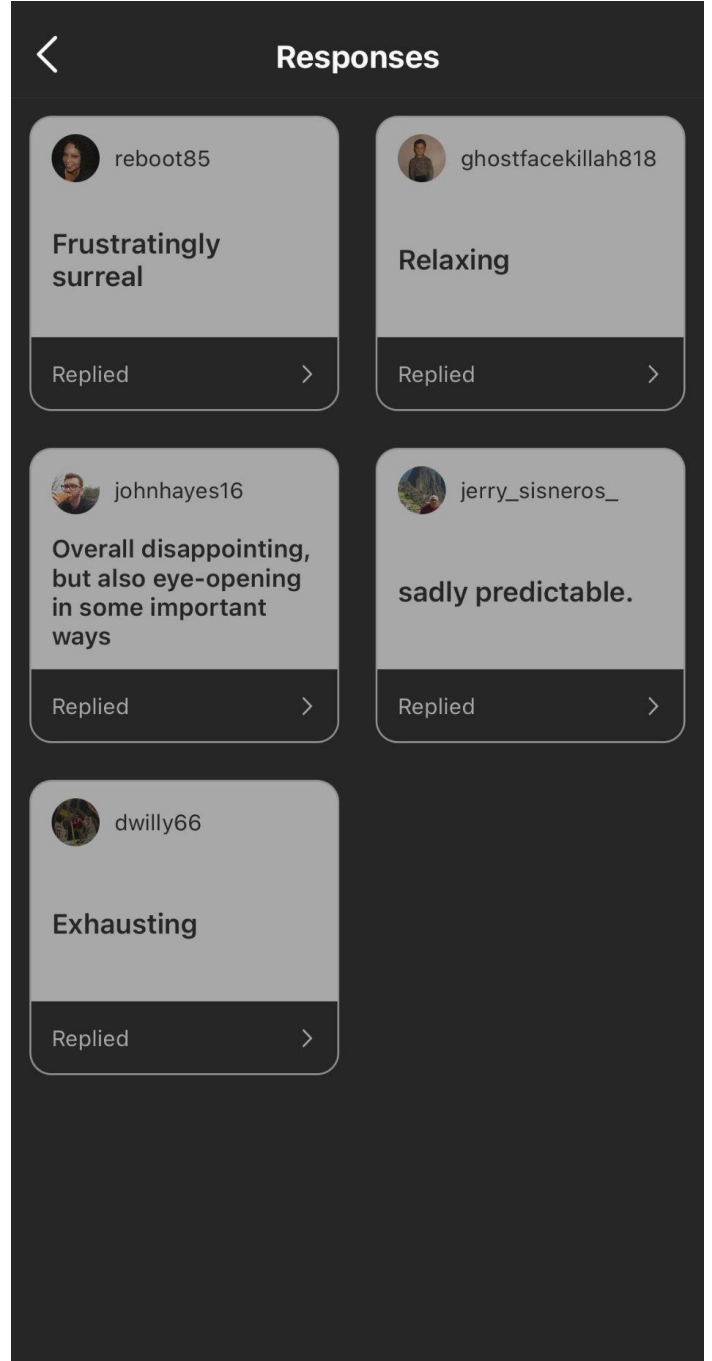 Responses
reboot85
Frustratingly
surreal
Replied
ghostfacekillah818
Relaxing
Replied
johnhayes16
Overall disappointing,
but also eye-opening
in some important
ways
Replied
jerry_sisneros_
sadly predictable.
Replied
dwilly66
Exhausting
Replied